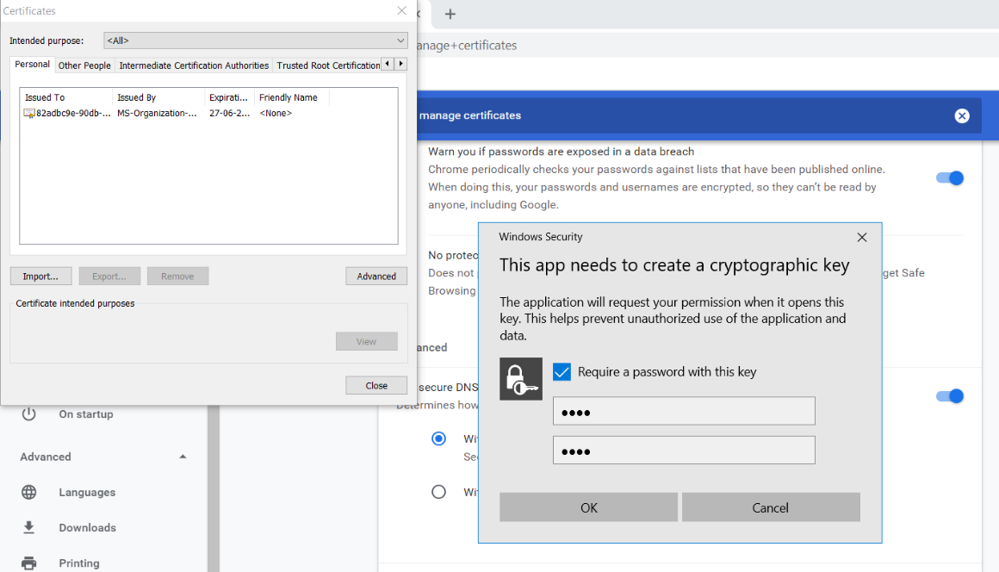 Certificates
Intended purpose:
<All>
Personal
Other People
Intermediate Certification Authorities
Trusted Root Certification
Issued To
Issued By
Expirati...
Friendly Name
82adbc9e-90db-...
MS-Organization-...
27-06-2...
<None>
Import...
Export...
Remove
Advanced
Certificate intended purposes
View
Close
anage+certificates
manage certificates
Warn you if passwords are exposed in a data breach
Chrome periodically checks your passwords against lists that have been published online.
When doing this, your passwords and usernames are encrypted, so they can't be read by
anyone, including Google.
No protec
Does not
get Safe
Browsing
anced
secure DNS
Determines how
Wi
Se
Wi
Windows Security
This app needs to create a cryptographic key
The application will request your permission when it opens this
key. This helps prevent unauthorized use of the application and
data.
Require a password with this key
OK
Cancel
On startup
Advanced
Languages
Downloads
Printing